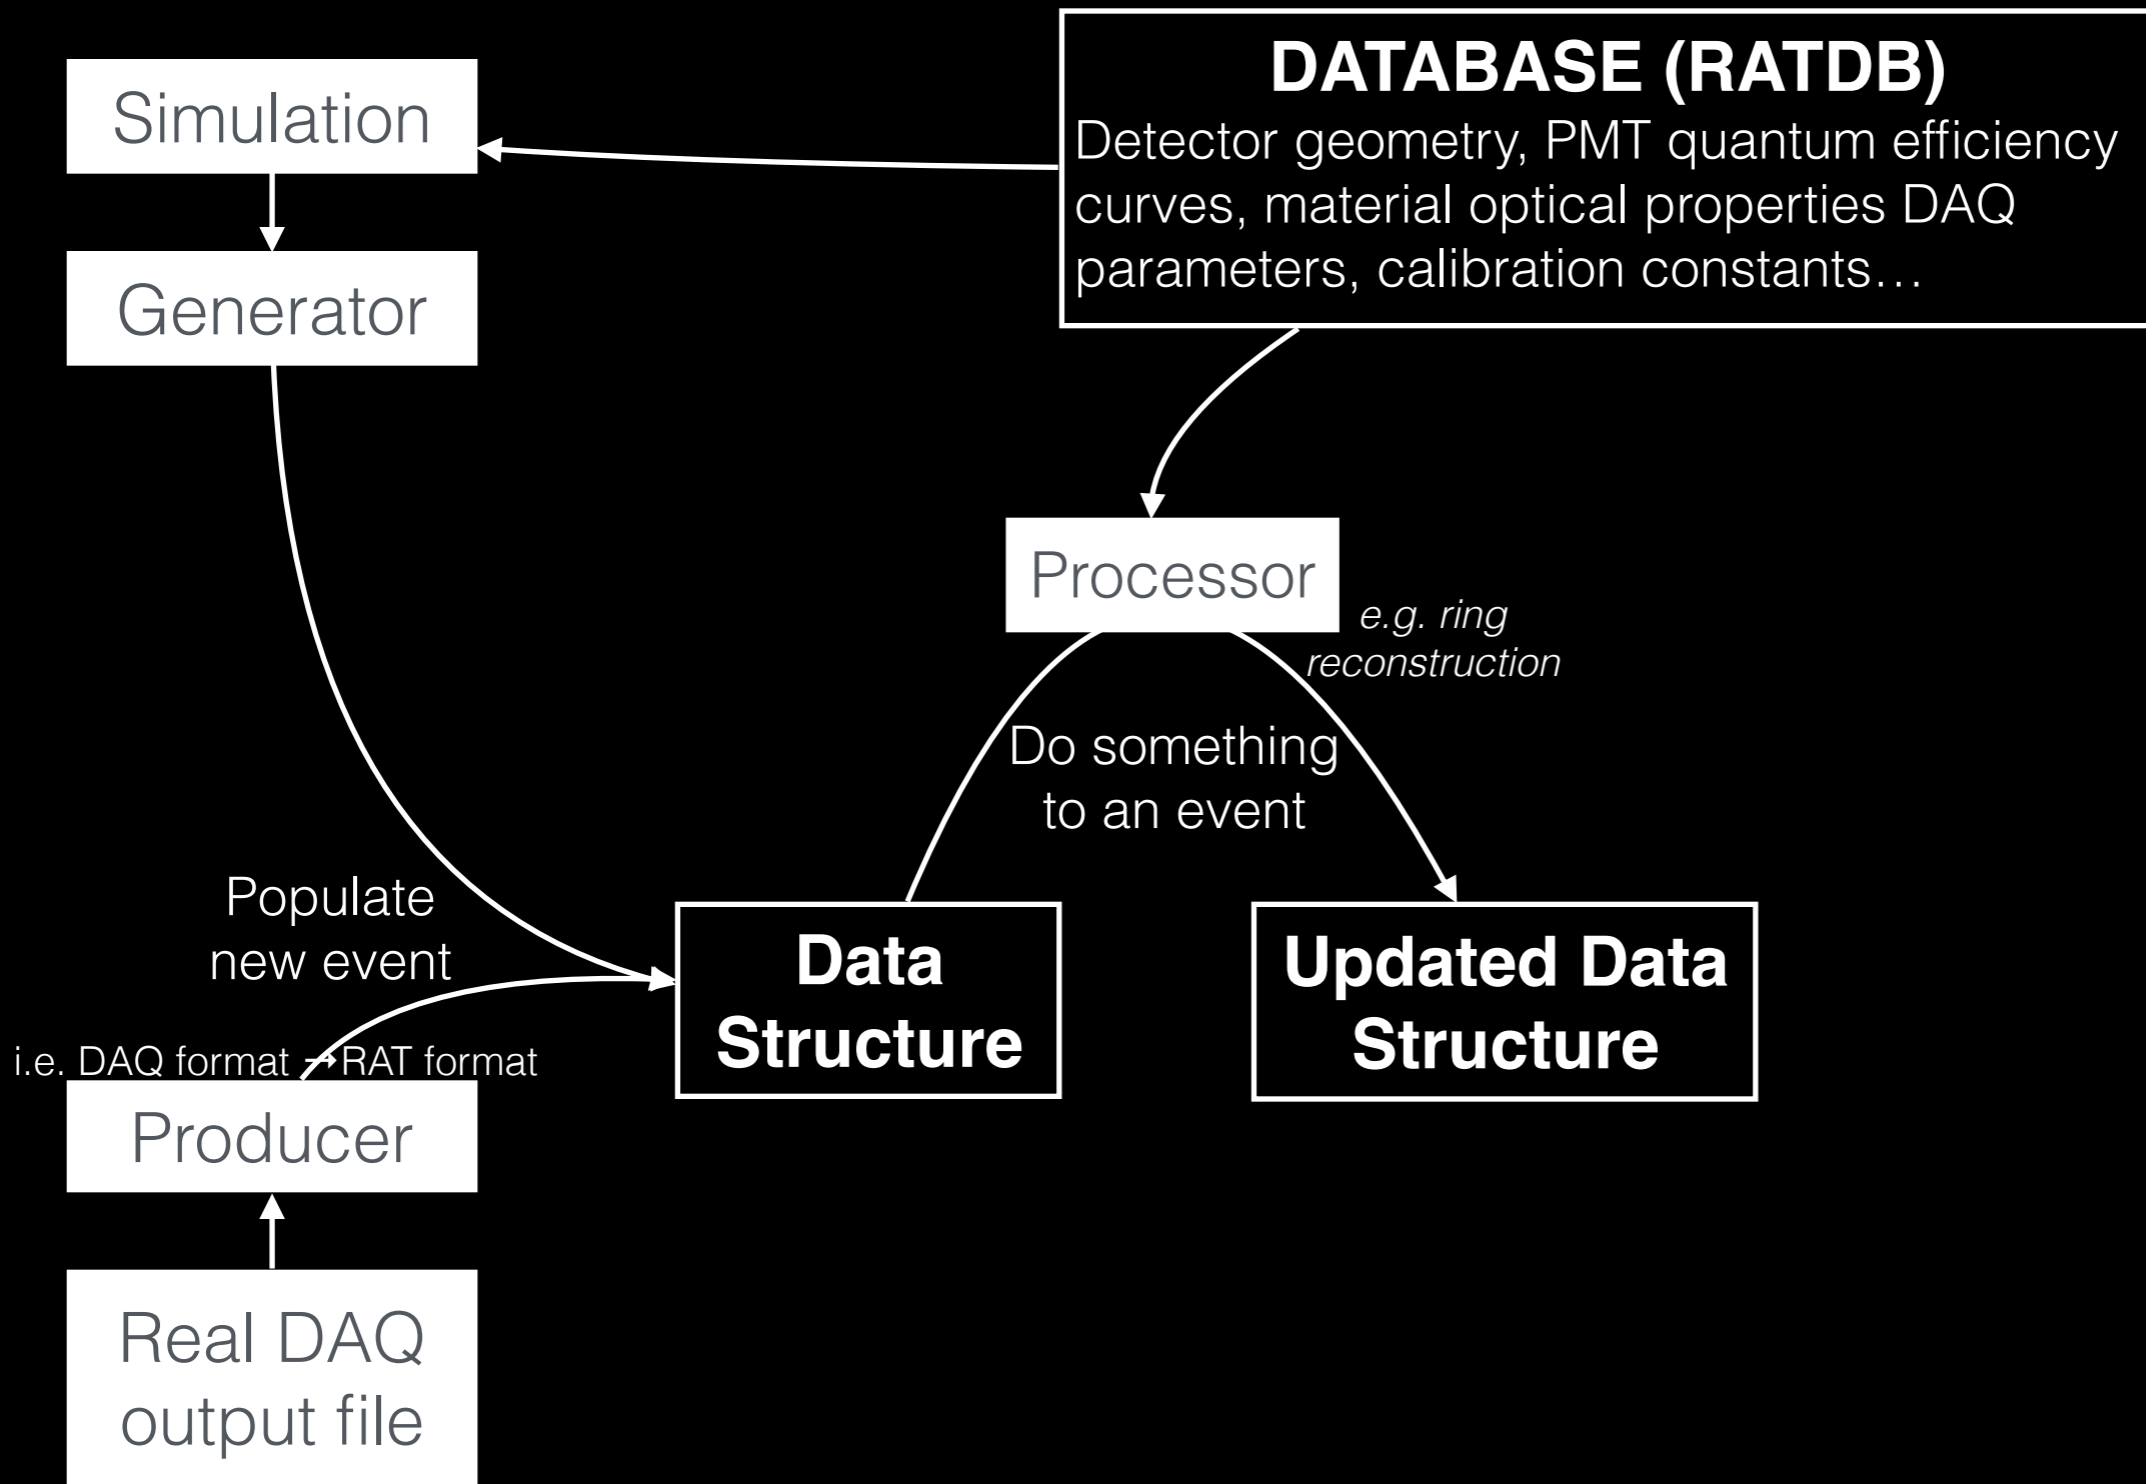 DATABASE (RATDB)
Detector geometry, PMT quantum efficiency
curves, material optical properties DAQ
parameters, calibration constants…
Simulation
Generator
Processor
e.g. ring
reconstruction
Do something
to an event
Populate
new event
Data
Structure
Updated Data
Structure
i.e. DAQ format →RAT format
Producer
Real DAQ
output file